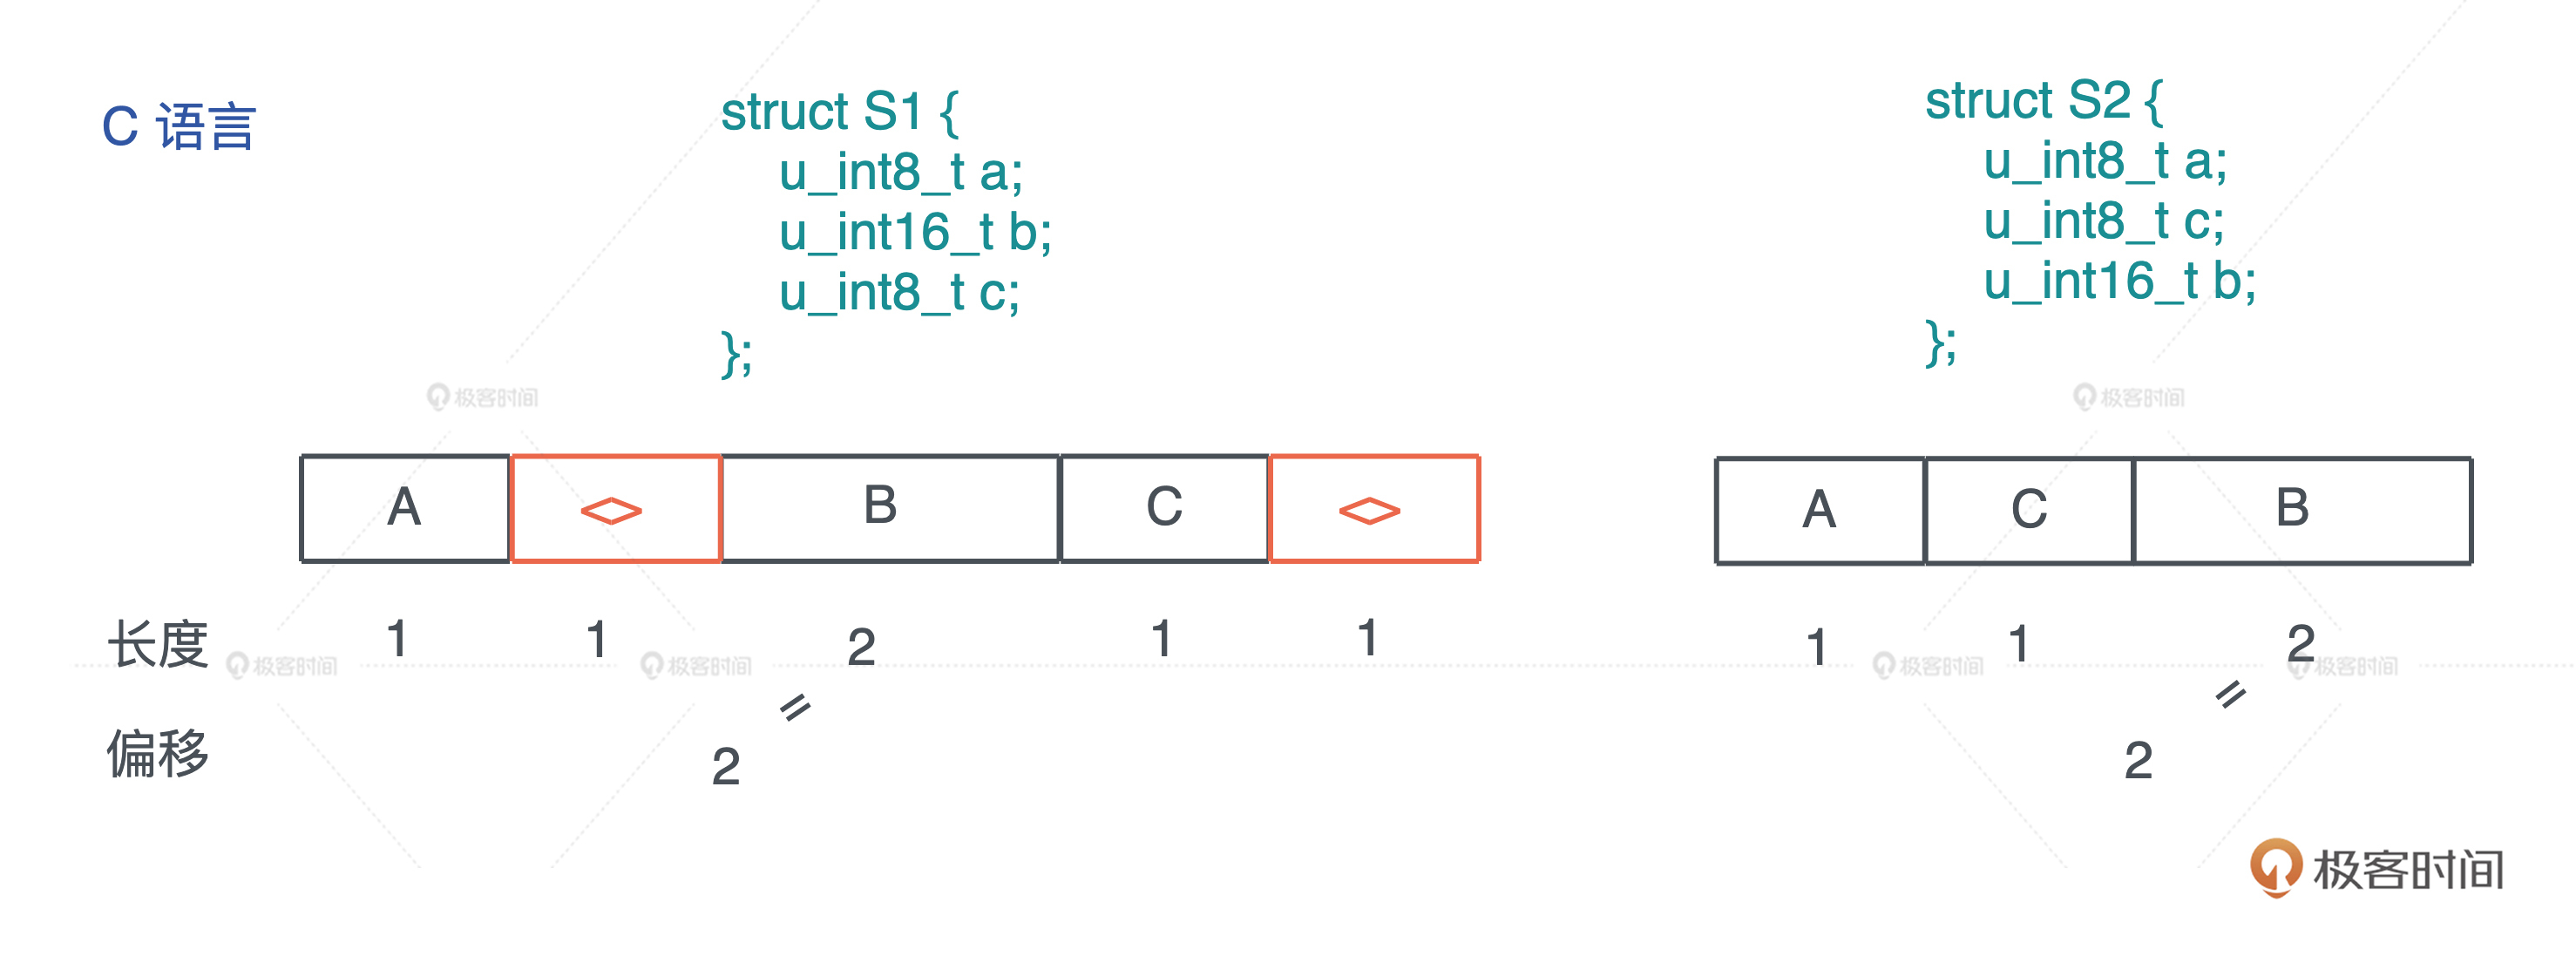 C 语言
struct S1 {
u_int8_t a;
u_int16_t b;
u_int8_t c;
};
struct S2 {
u_int8_t a;
u_int8_t c;
u_int16_t b;
};
A <> B C <>
A C B
长度 1 1 2 1 1
1 1 2
=
=
偏移 2
2
极客时间
极客时间
极客时间
极客时间
极客时间
极客时间
极客时间